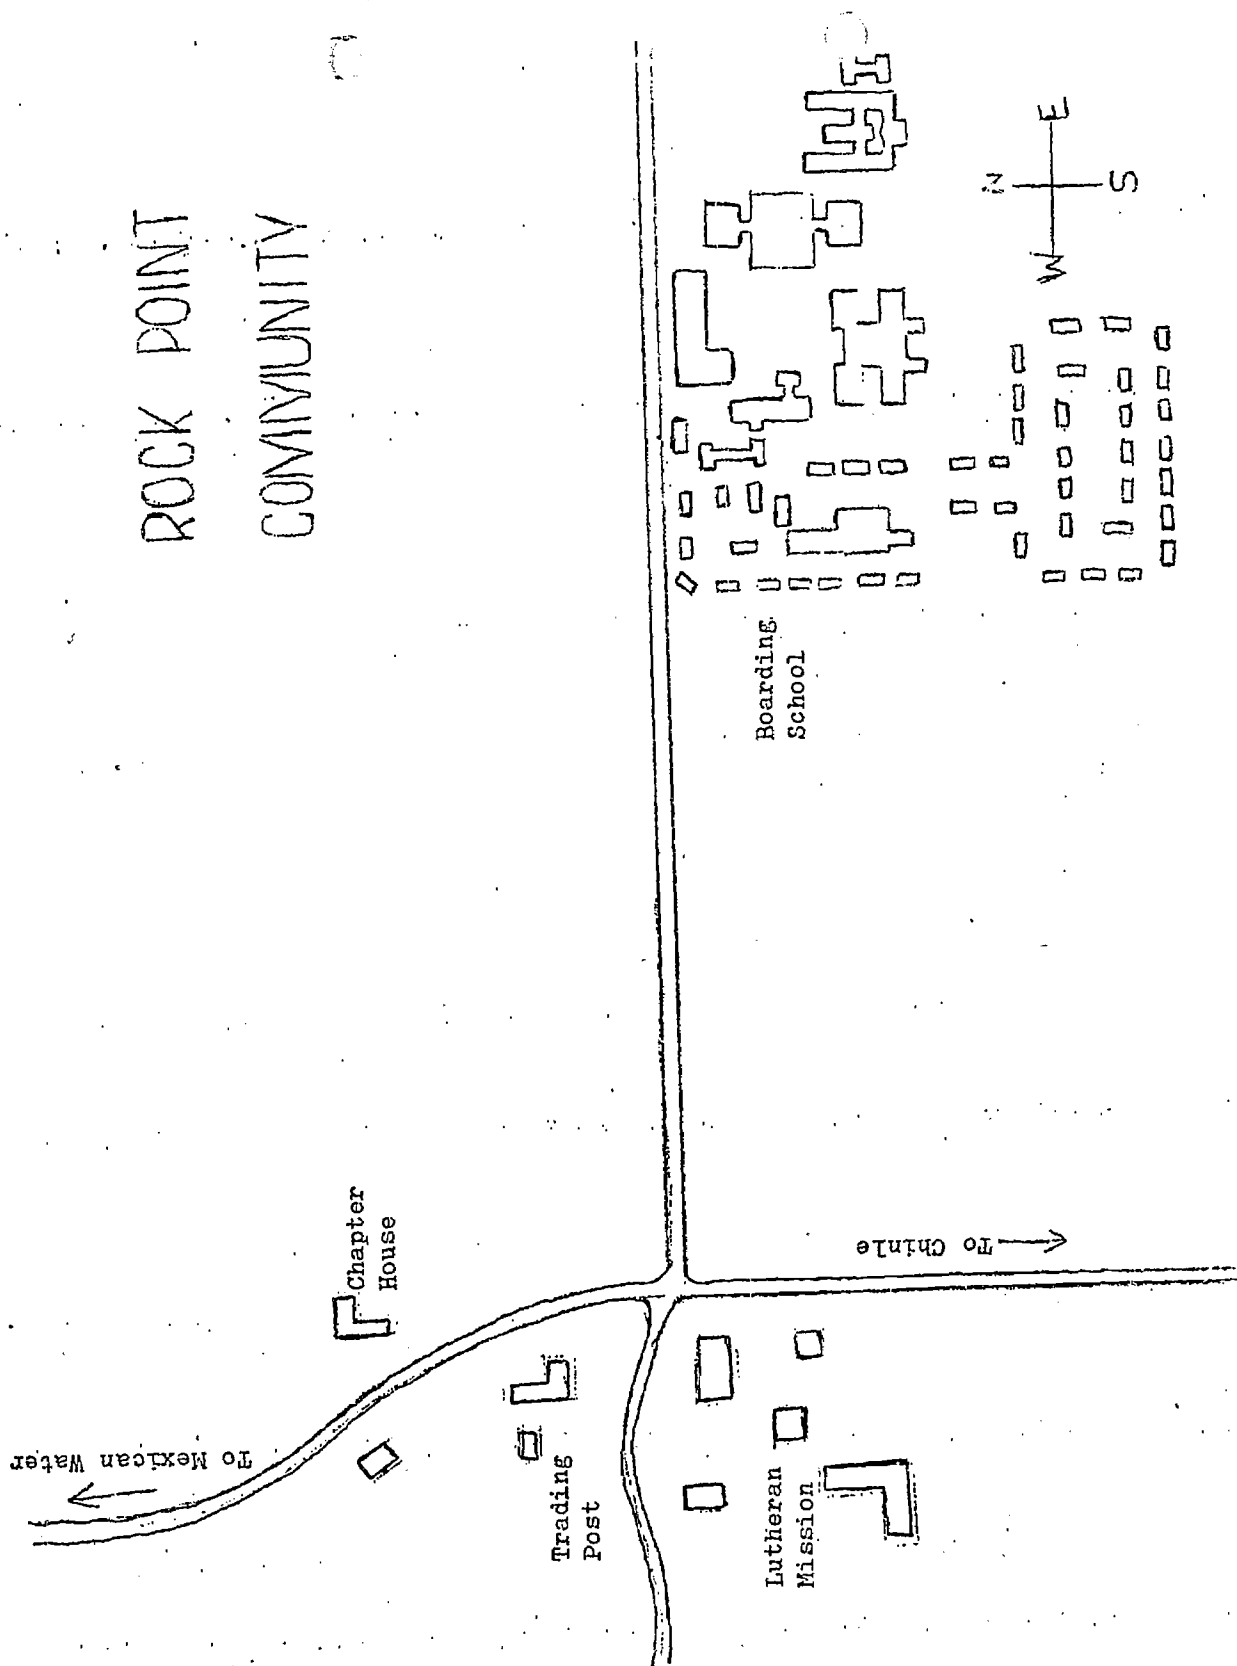 ROCK POINT
COMMUNITY
To Mexican Water
Chapter
House
Trading
Post
Lutheran
Mission
To Chinle
Boarding
School
N
W
E
S